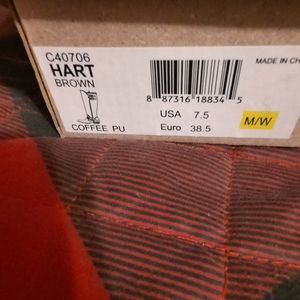 C40706
HART
BROWN
MADE IN CH
8 87316 18834 5
USA 7.5
Euro 38.5
M/W
COFFEE PU